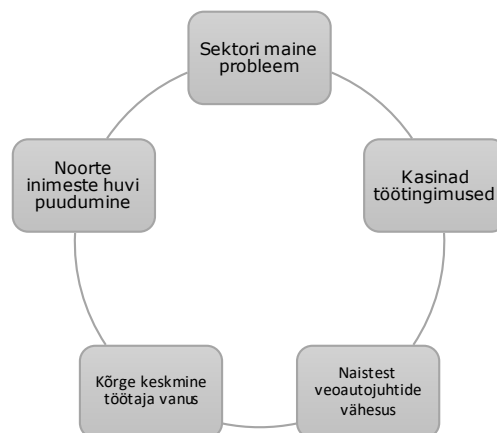 Sektori maine
probleem
Kasinad
töötingimused
Naistest
veoautojuhtide
vähesus
Kõrge keskmine
töötaja vanus
Noorte
inimeste huvi
puudumine